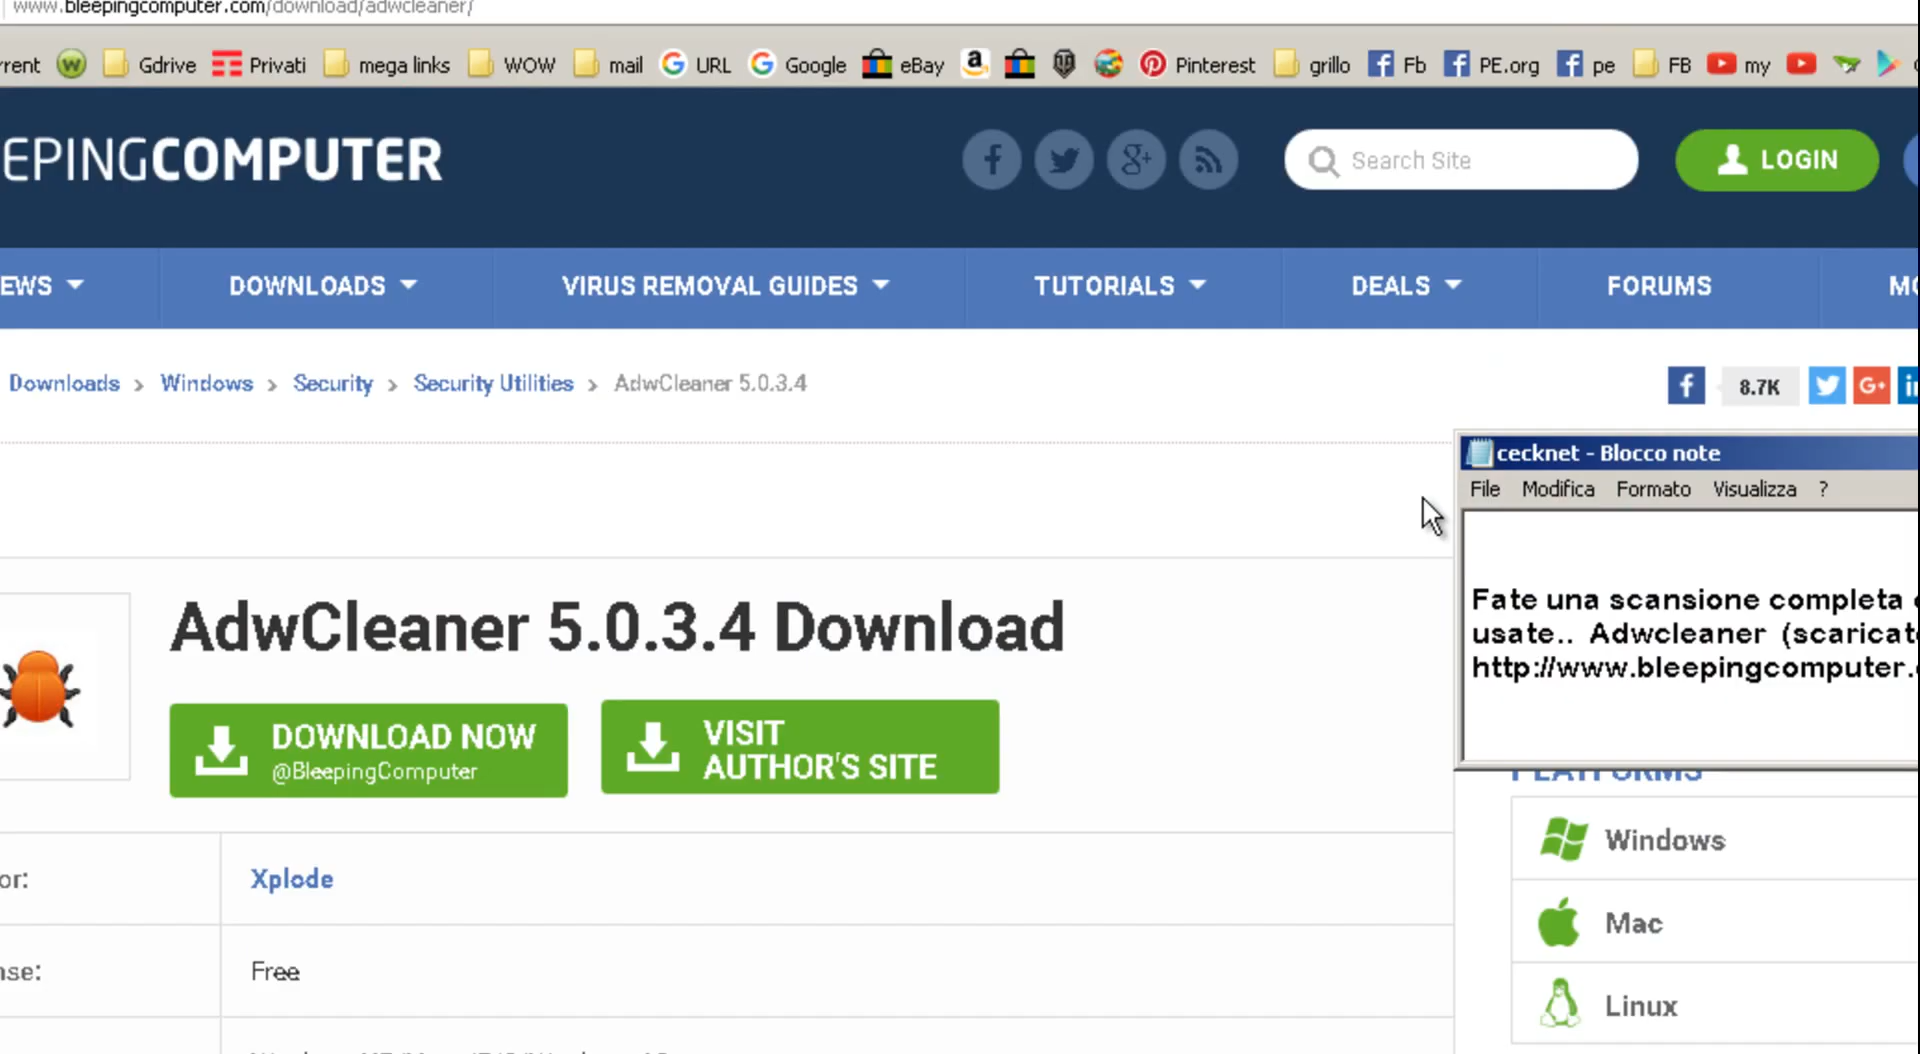 www.bleepingcomputer.com/download/adwcleaner/
rrent Gdrive Privati mega links WOW mail URL Google eBay Pinterest grillo Fb PE.org pe FB my
EPINGCOMPUTER
Search Site
LOGIN
EWS DOWNLOADS VIRUS REMOVAL GUIDES TUTORIALS DEALS FORUMS MO
Downloads > Windows > Security > Security Utilities > AdwCleaner 5.0.3.4
8.7K
cecknet - Blocco note
File Modifica Formato Visualizza ?
Fate una scansione completa
usate.. Adwcleaner (scaricat
http://www.bleepingcomputer.
AdwCleaner 5.0.3.4 Download
DOWNLOAD NOW
@BleepingComputer
VISIT
AUTHOR'S SITE
or: Xplode
nse: Free
PLATFORMS
Windows
Mac
Linux